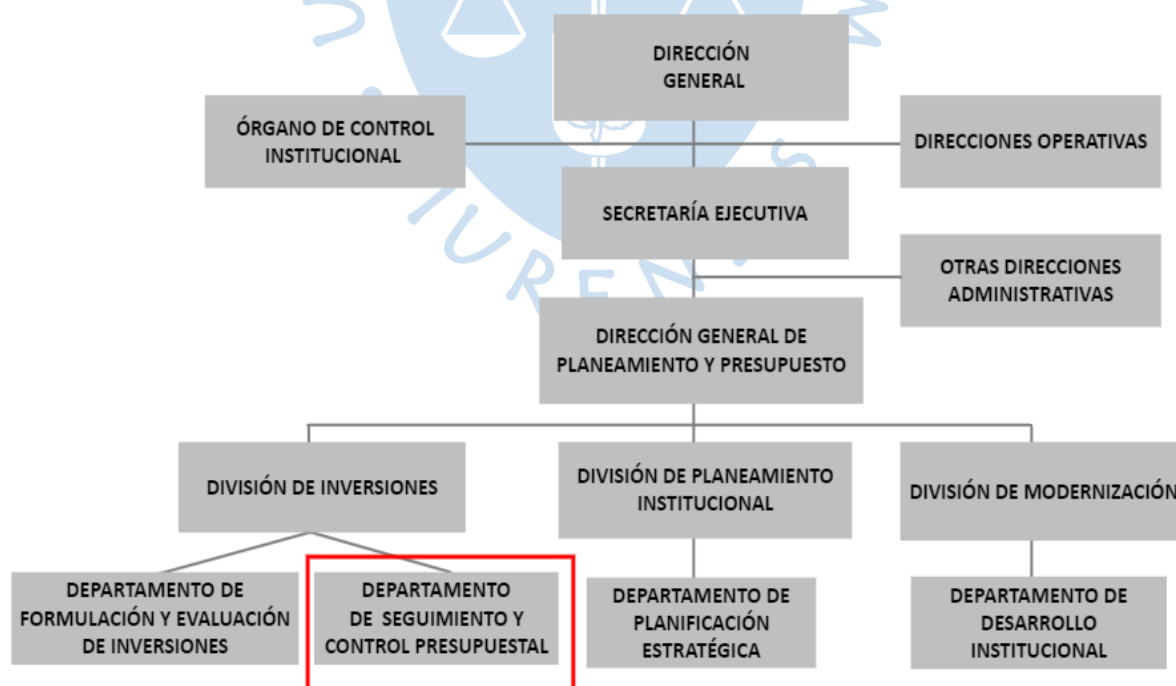 DIRECCIÓN
GENERAL
ÓRGANO DE CONTROL
INSTITUCIONAL
DIRECCIONES OPERATIVAS
SECRETARÍA EJECUTIVA
OTRAS DIRECCIONES
ADMINISTRATIVAS
DIRECCIÓN GENERAL DE
PLANEAMIENTO Y PRESUPUESTO
DIVISIÓN DE INVERSIONES
DIVISIÓN DE PLANEAMIENTO
INSTITUCIONAL
DIVISIÓN DE MODERNIZACIÓN
DEPARTAMENTO DE
FORMULACIÓN Y EVALUACIÓN
DE INVERSIONES
DEPARTAMENTO
DE SEGUIMIENTO Y
CONTROL PRESUPUESTAL
DEPARTAMENTO DE
PLANIFICACIÓN
ESTRATÉGICA
DEPARTAMENTO DE
DESARROLLO
INSTITUCIONAL